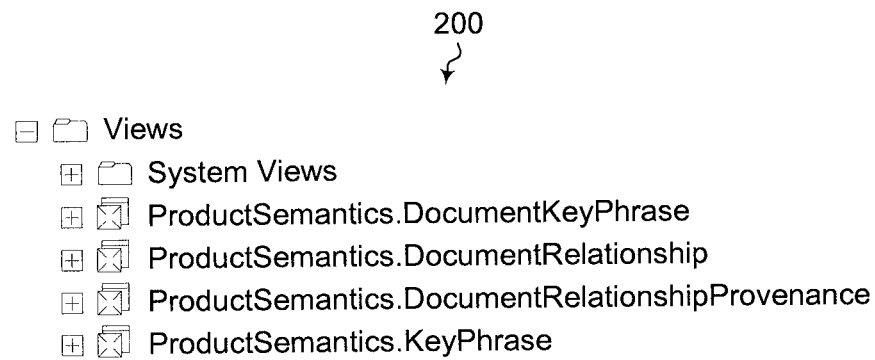 200
Views
System Views
ProductSemantics.DocumentKeyPhrase
ProductSemantics.DocumentRelationship
ProductSemantics.DocumentRelationshipProvenance
ProductSemantics.KeyPhrase